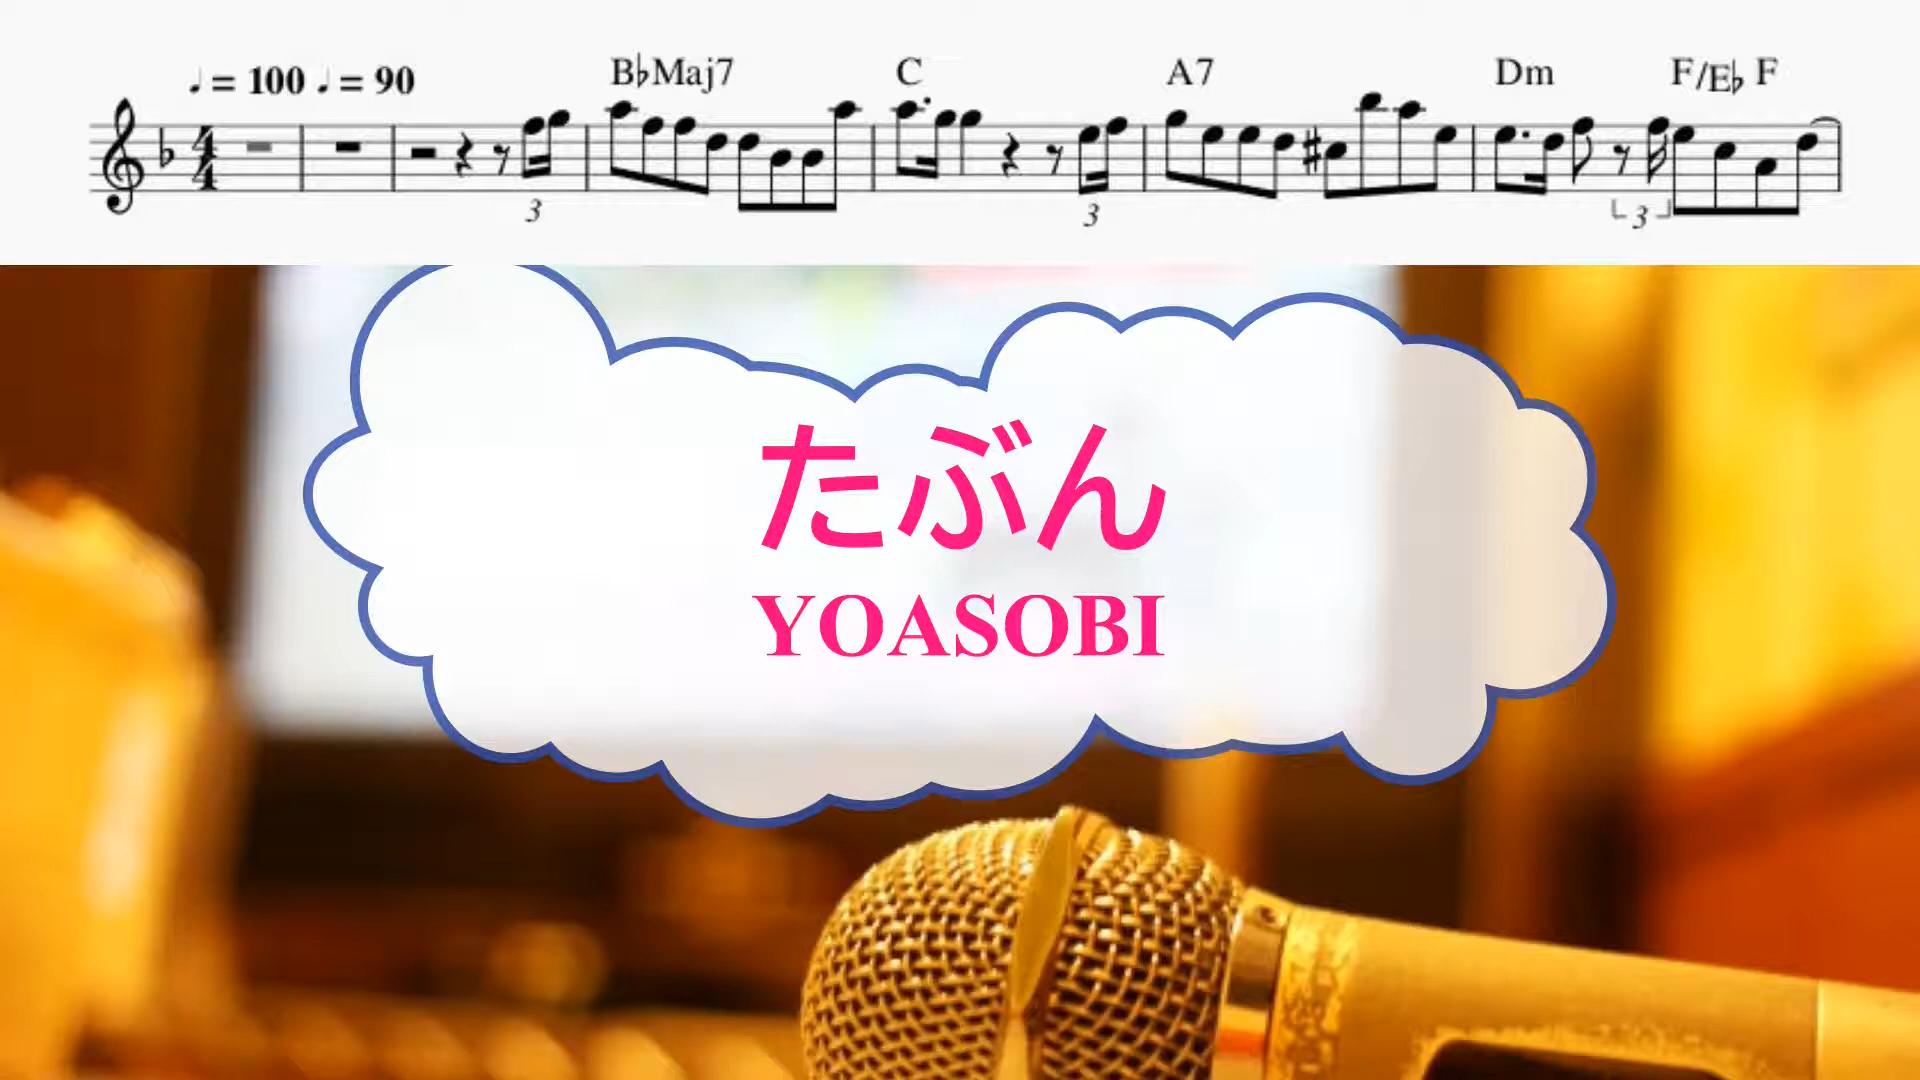 ♩ = 100 ♩ = 90
B♭Maj7 C A7 Dm F/E♭ F
3 3 3
たぶん
YOASOBI